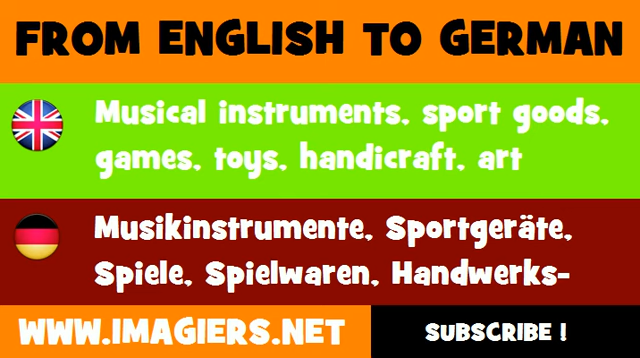 FROM ENGLISH TO GERMAN
Musical instruments, sport goods,
games, toys, handicraft, art
Musikinstrumente, Sportgeräte,
Spiele, Spielwaren, Handwerks-
WWW.IMAGIERS.NET
SUBSCRIBE !